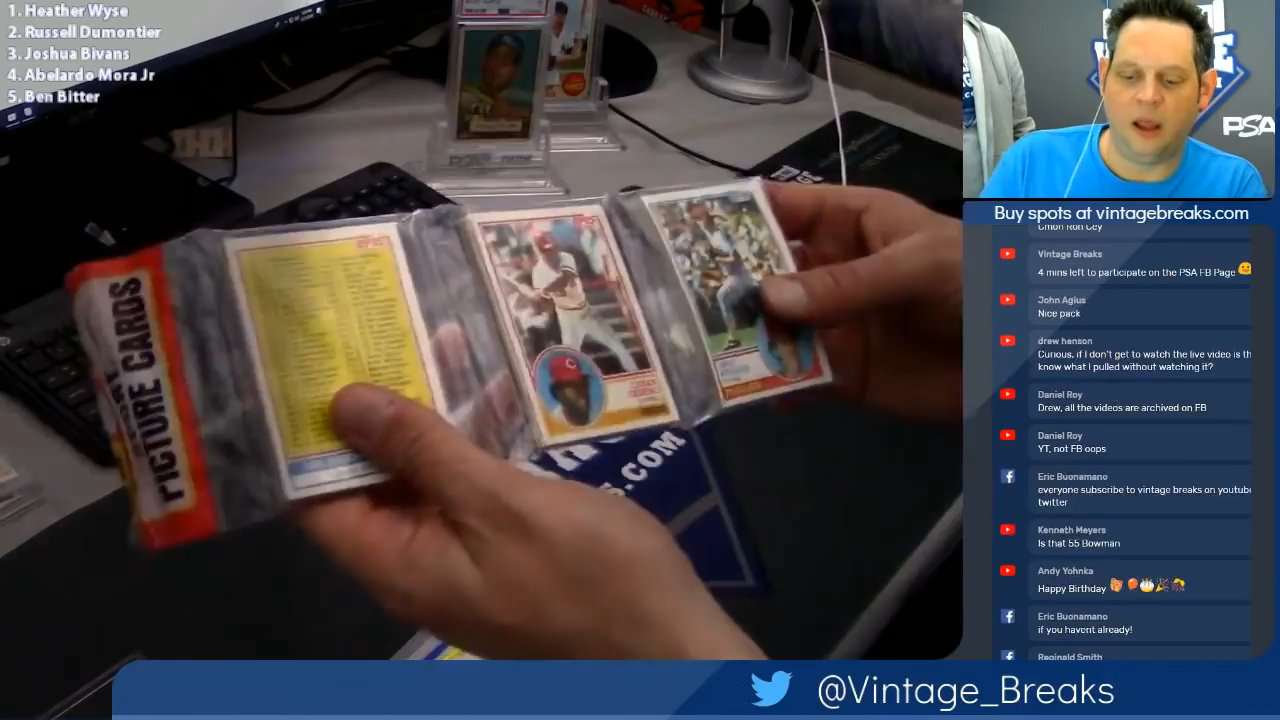 1. Heather Wyse
2. Russell Dumontier
3. Joshua Bivans
4. Abelardo Mora Jr
5. Ben Bitter
PICTURE CARDS
S.COM
PSA
Buy spots at vintagebreaks.com
Cmon Ron Cey
Vintage Breaks
4 mins left to participate on the PSA FB Page
John Agius
Nice pack
drew henson
Curious, if I don't get to watch the live video is th
know what I pulled without watching it?
Daniel Roy
Drew, all the videos are archived on FB
Daniel Roy
YT, not FB oops
Eric Buonamano
everyone subscribe to vintage breaks on youtube
twitter
Kenneth Meyers
Is that 55 Bowman
Andy Yohnka
Happy Birthday
Eric Buonamano
if you havent already!
Reginald Smith
@Vintage_Breaks